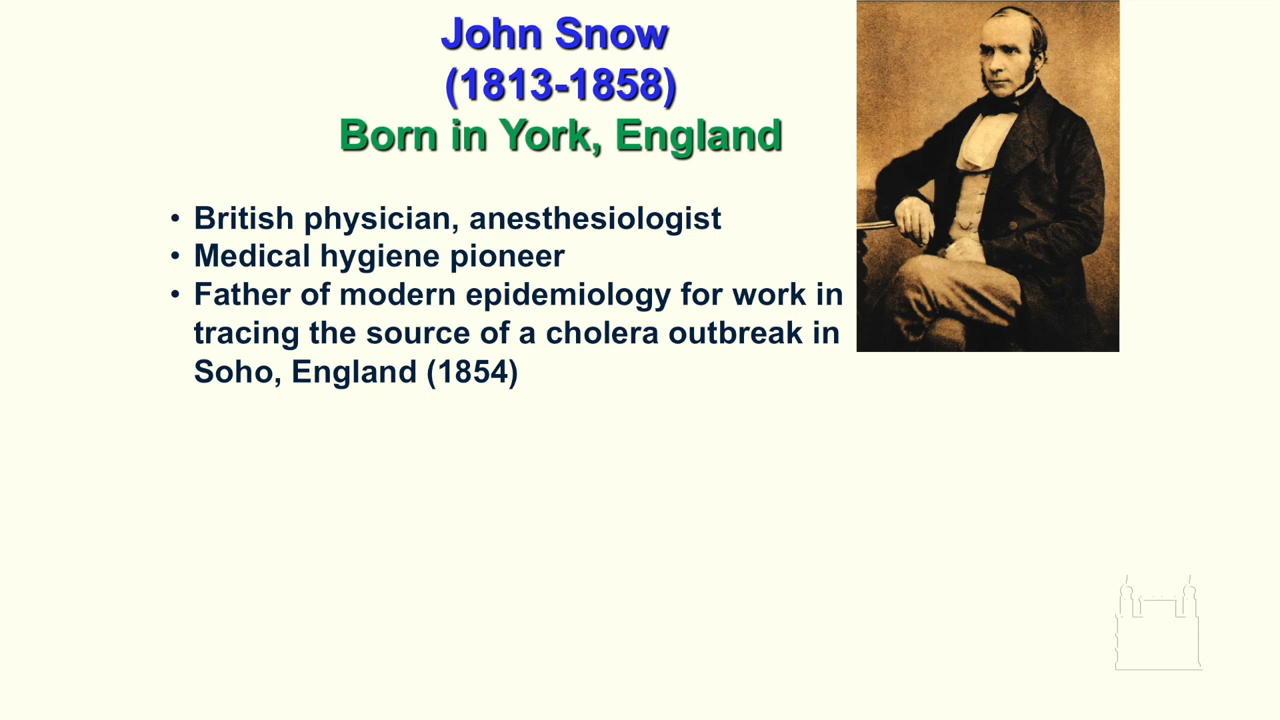 John Snow
(1813-1858)
Born in York, England
• British physician, anesthesiologist
• Medical hygiene pioneer
• Father of modern epidemiology for work in
tracing the source of a cholera outbreak in
Soho, England (1854)